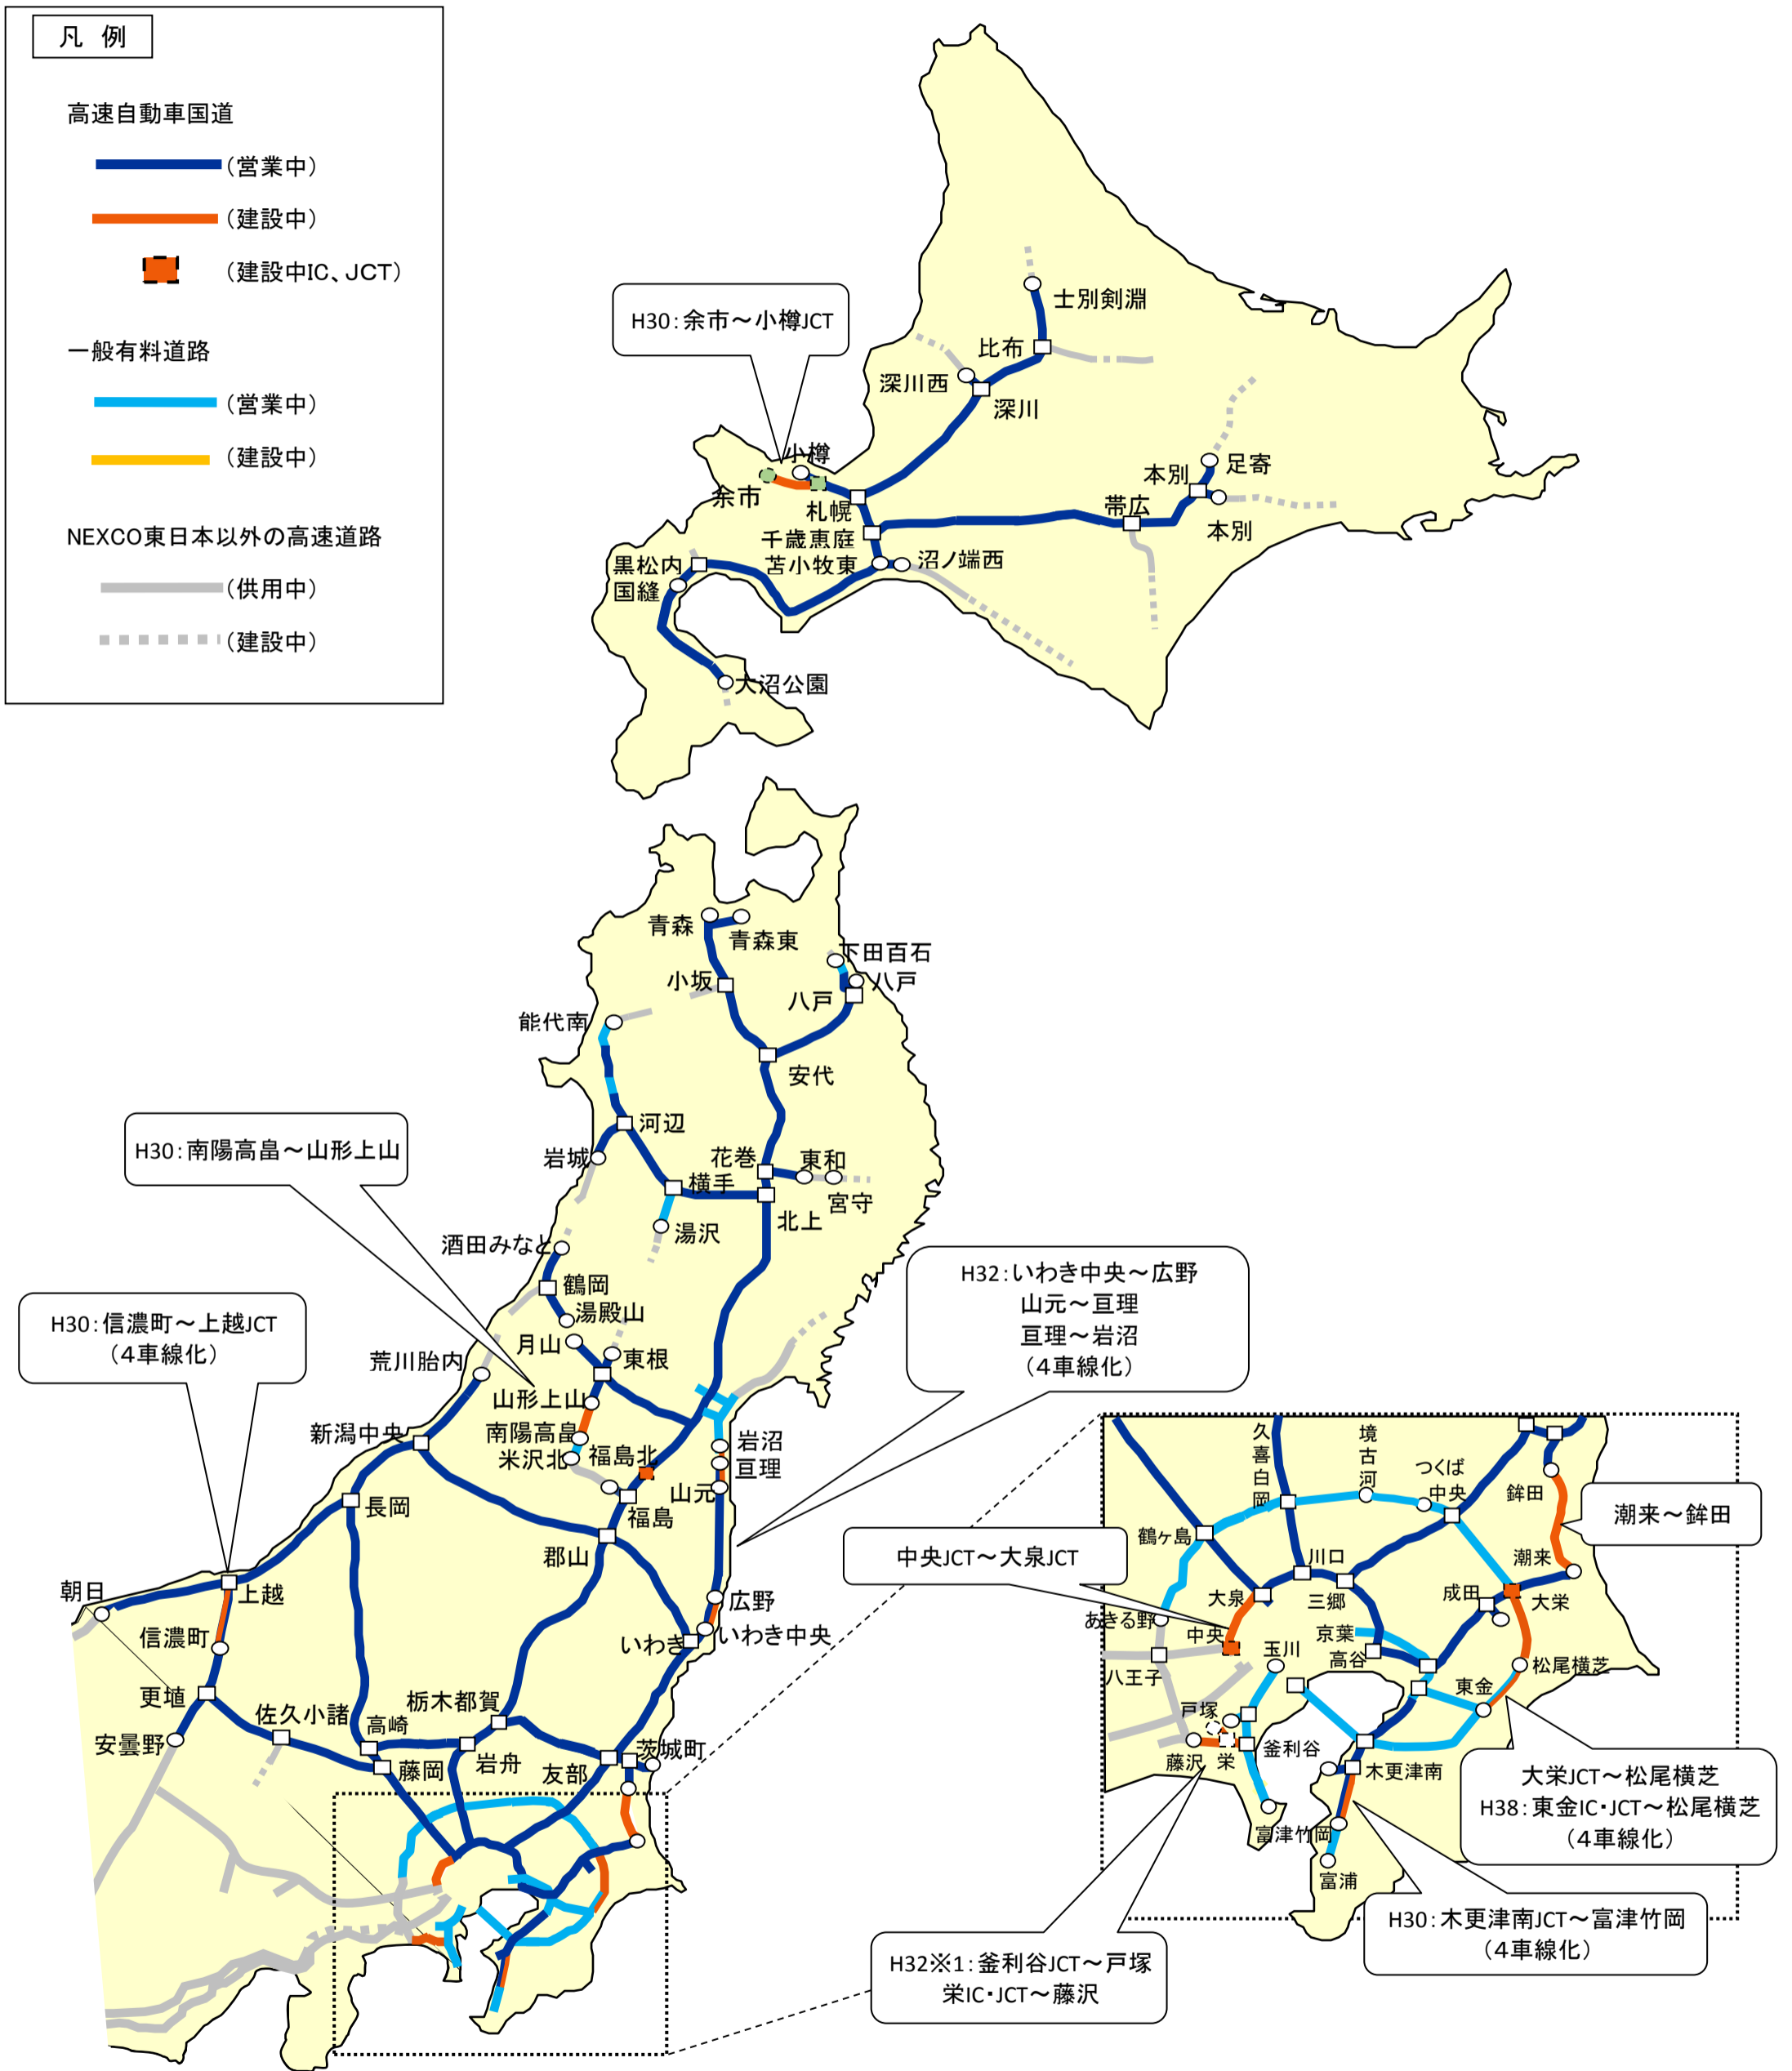 凡 例
高速自動車国道
(営業中)
(建設中)
(建設中IC、JCT)
一般有料道路
(営業中)
(建設中)
NEXCO東日本以外の高速道路
(供用中)
(建設中)
H30:余市～小樽JCT
士別剣淵
比布
深川西
深川
小樽
余市
札幌
千歳恵庭
苫小牧東
沼ノ端西
足寄
本別
帯広
本別
黒松内
国縫
大沼公園
青森
青森東
下田百石
八戸
八戸
小坂
能代南
安代
河辺
岩城
花巻
東和
宮守
横手
北上
湯沢
H30:南陽高畠～山形上山
酒田みなと
鶴岡
湯殿山
月山
東根
荒川胎内
山形上山
南陽高畠
米沢北
福島北
福島
岩沼
亘理
山元
H32:いわき中央～広野
山元～亘理
亘理～岩沼
(4車線化)
H30:信濃町～上越JCT
(4車線化)
新潟中央
長岡
郡山
朝日
上越
信濃町
広野
いわき
いわき中央
更埴
安曇野
佐久小諸
高崎
藤岡
栃木都賀
岩舟
友部
茨城町
久喜白岡
境古河
つくば
中央
鉾田
潮来～鉾田
鶴ヶ島
川口
大泉
三郷
潮来
成田
大栄
中央JCT～大泉JCT
あきる野
中央
玉川
京葉
高谷
八王子
東金
松尾横芝
戸塚
藤沢
栄
釜利谷
木更津南
富津竹岡
富浦
大栄JCT～松尾横芝
H38:東金IC・JCT～松尾横芝
(4車線化)
H30:木更津南JCT～富津竹岡
(4車線化)
H32※1:釜利谷JCT～戸塚
栄IC・JCT～藤沢